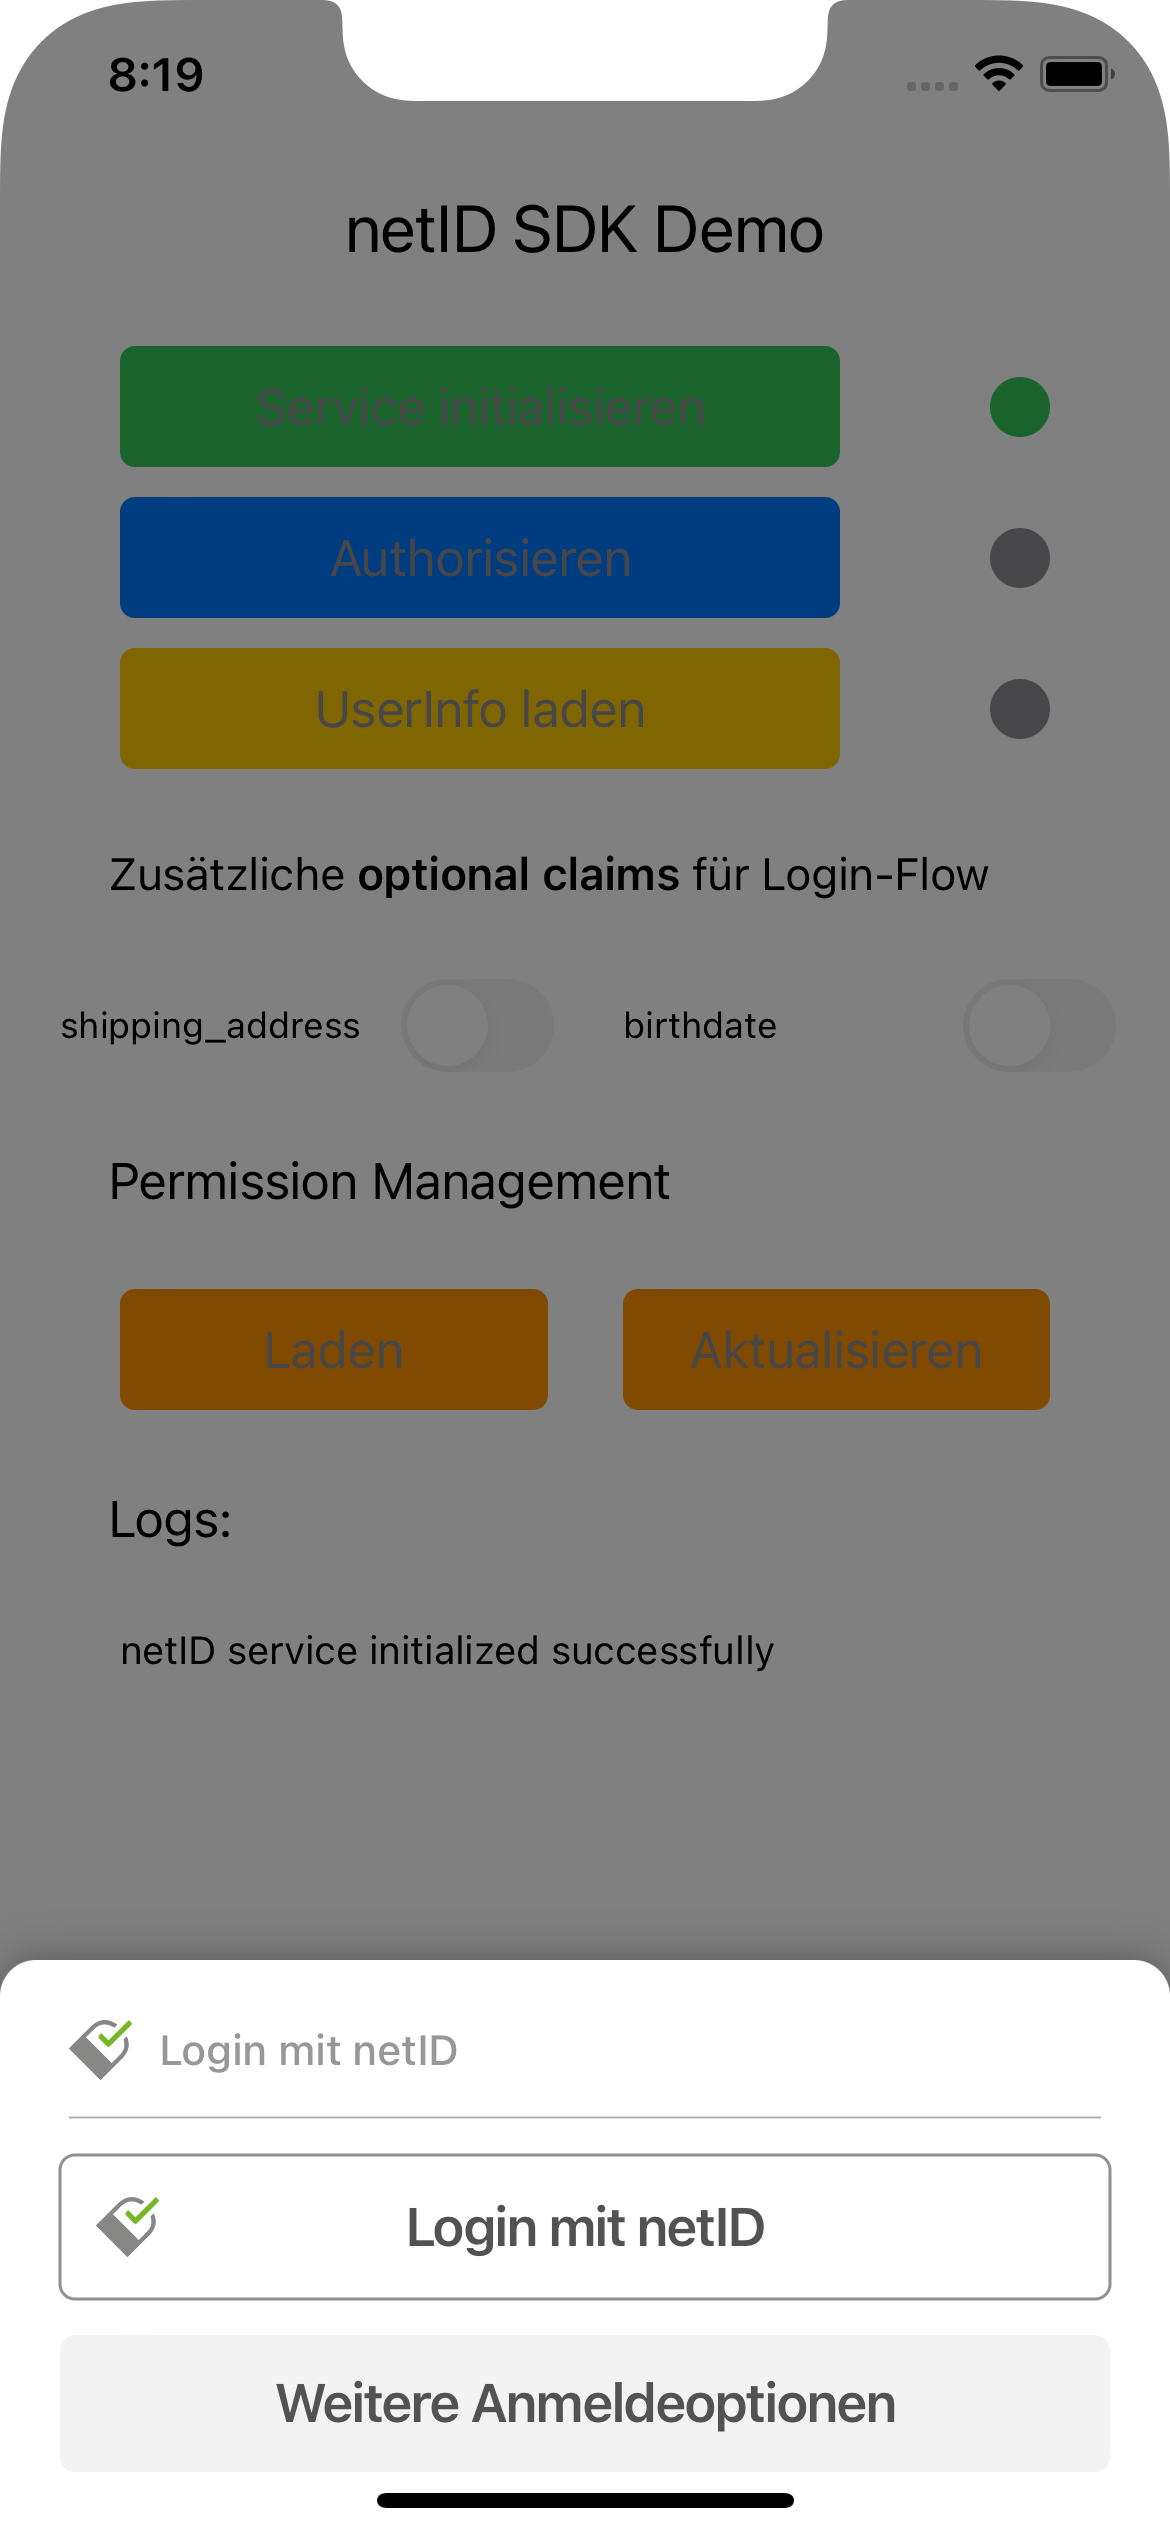 8:19
netID SDK Demo
Service initialisieren
Authorisieren
UserInfo laden
Zusätzliche optional claims für Login-Flow
shipping_address birthdate
Permission Management
Laden Aktualisieren
Logs:
netID service initialized successfully
Login mit netID
Login mit netID
Weitere Anmeldeoptionen